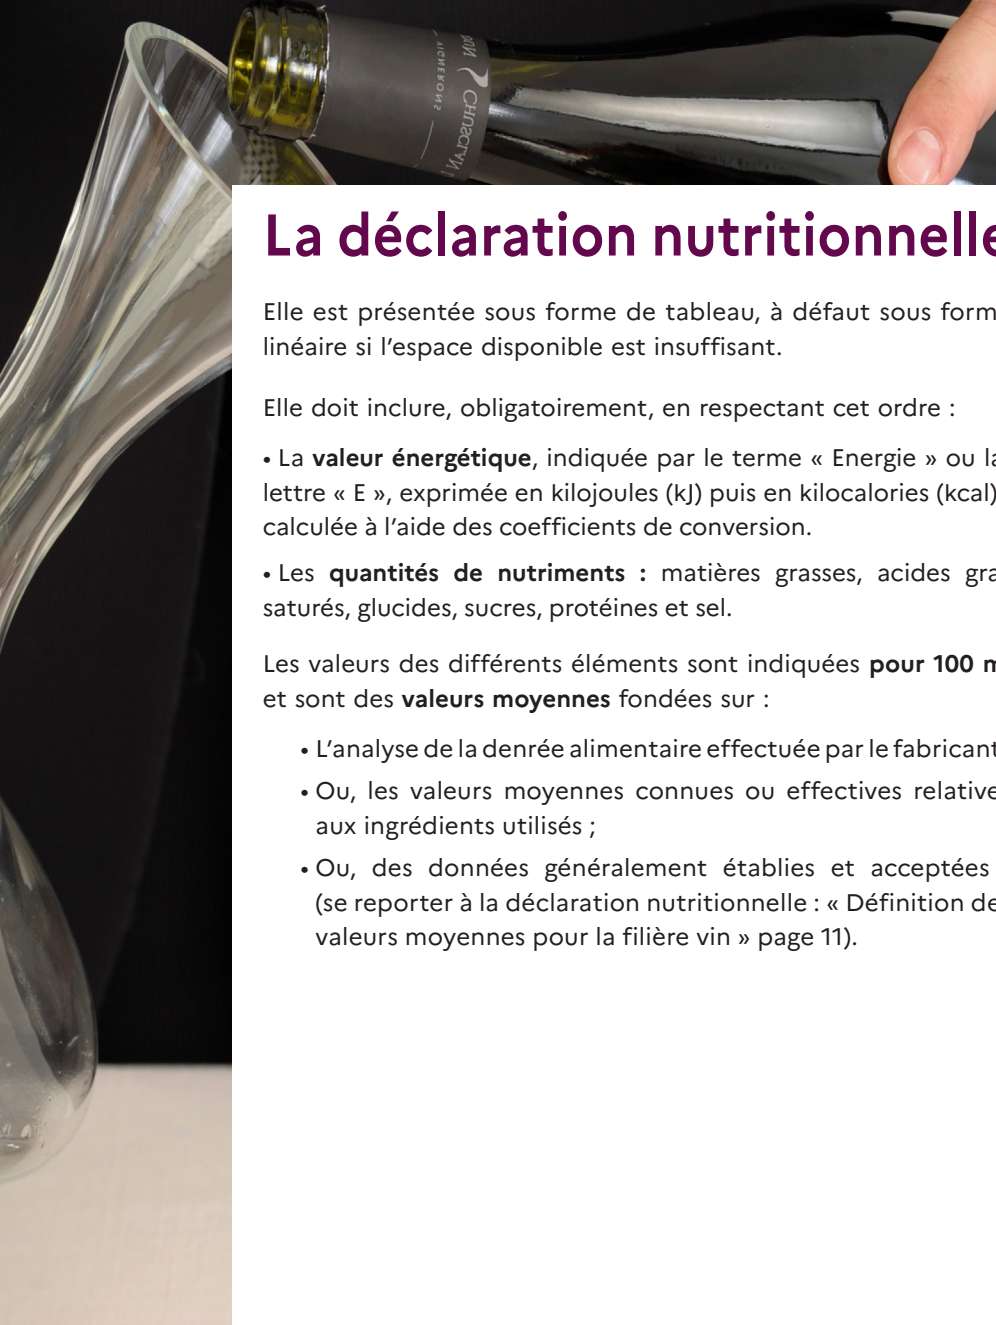 VIGNERONS
CHUSCLAN
La déclaration nutritionnelle
Elle est présentée sous forme de tableau, à défaut sous form
linéaire si l’espace disponible est insuffisant.
Elle doit inclure, obligatoirement, en respectant cet ordre :
• La valeur énergétique, indiquée par le terme « Energie » ou la
lettre « E », exprimée en kilojoules (kJ) puis en kilocalories (kcal)
calculée à l’aide des coefficients de conversion.
• Les quantités de nutriments : matières grasses, acides gra
saturés, glucides, sucres, protéines et sel.
Les valeurs des différents éléments sont indiquées pour 100 m
et sont des valeurs moyennes fondées sur :
• L’analyse de la denrée alimentaire effectuée par le fabricant
• Ou, les valeurs moyennes connues ou effectives relative
aux ingrédients utilisés ;
• Ou, des données généralement établies et acceptées
(se reporter à la déclaration nutritionnelle : « Définition de
valeurs moyennes pour la filière vin » page 11).